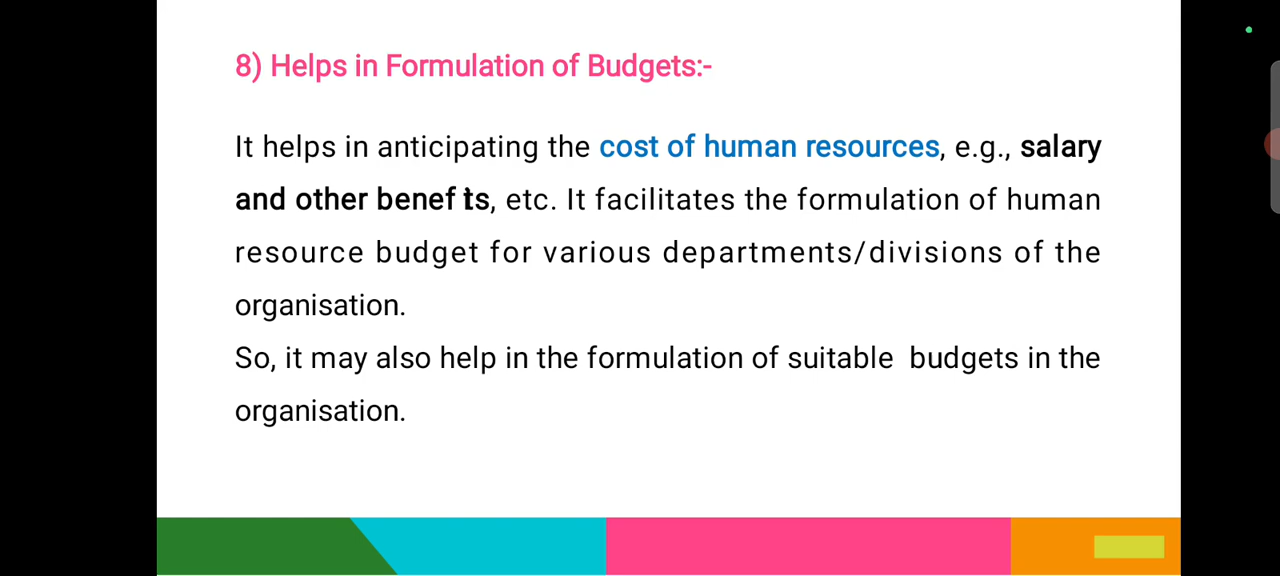 8) Helps in Formulation of Budgets:-
It helps in anticipating the cost of human resources, e.g., salary
and other benefits, etc. It facilitates the formulation of human
resource budget for various departments/divisions of the
organisation.
So, it may also help in the formulation of suitable budgets in the
organisation.